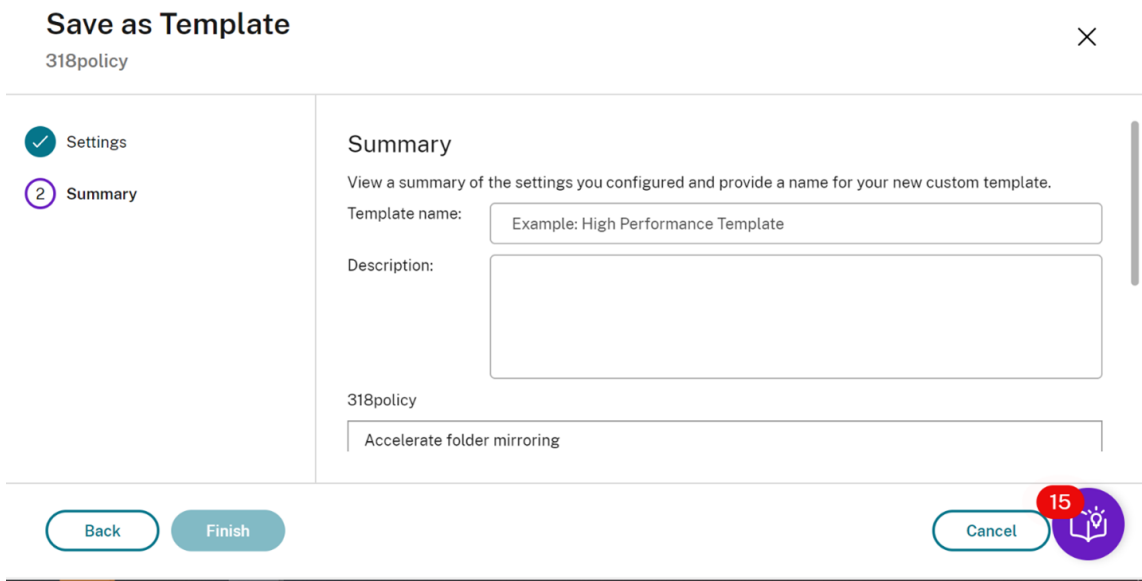 Save as Template
318policy
Settings
2 Summary
Summary
View a summary of the settings you configured and provide a name for your new custom template.
Template name:
Example: High Performance Template
Description:
318policy
Accelerate folder mirroring
Back
Finish
Cancel
15